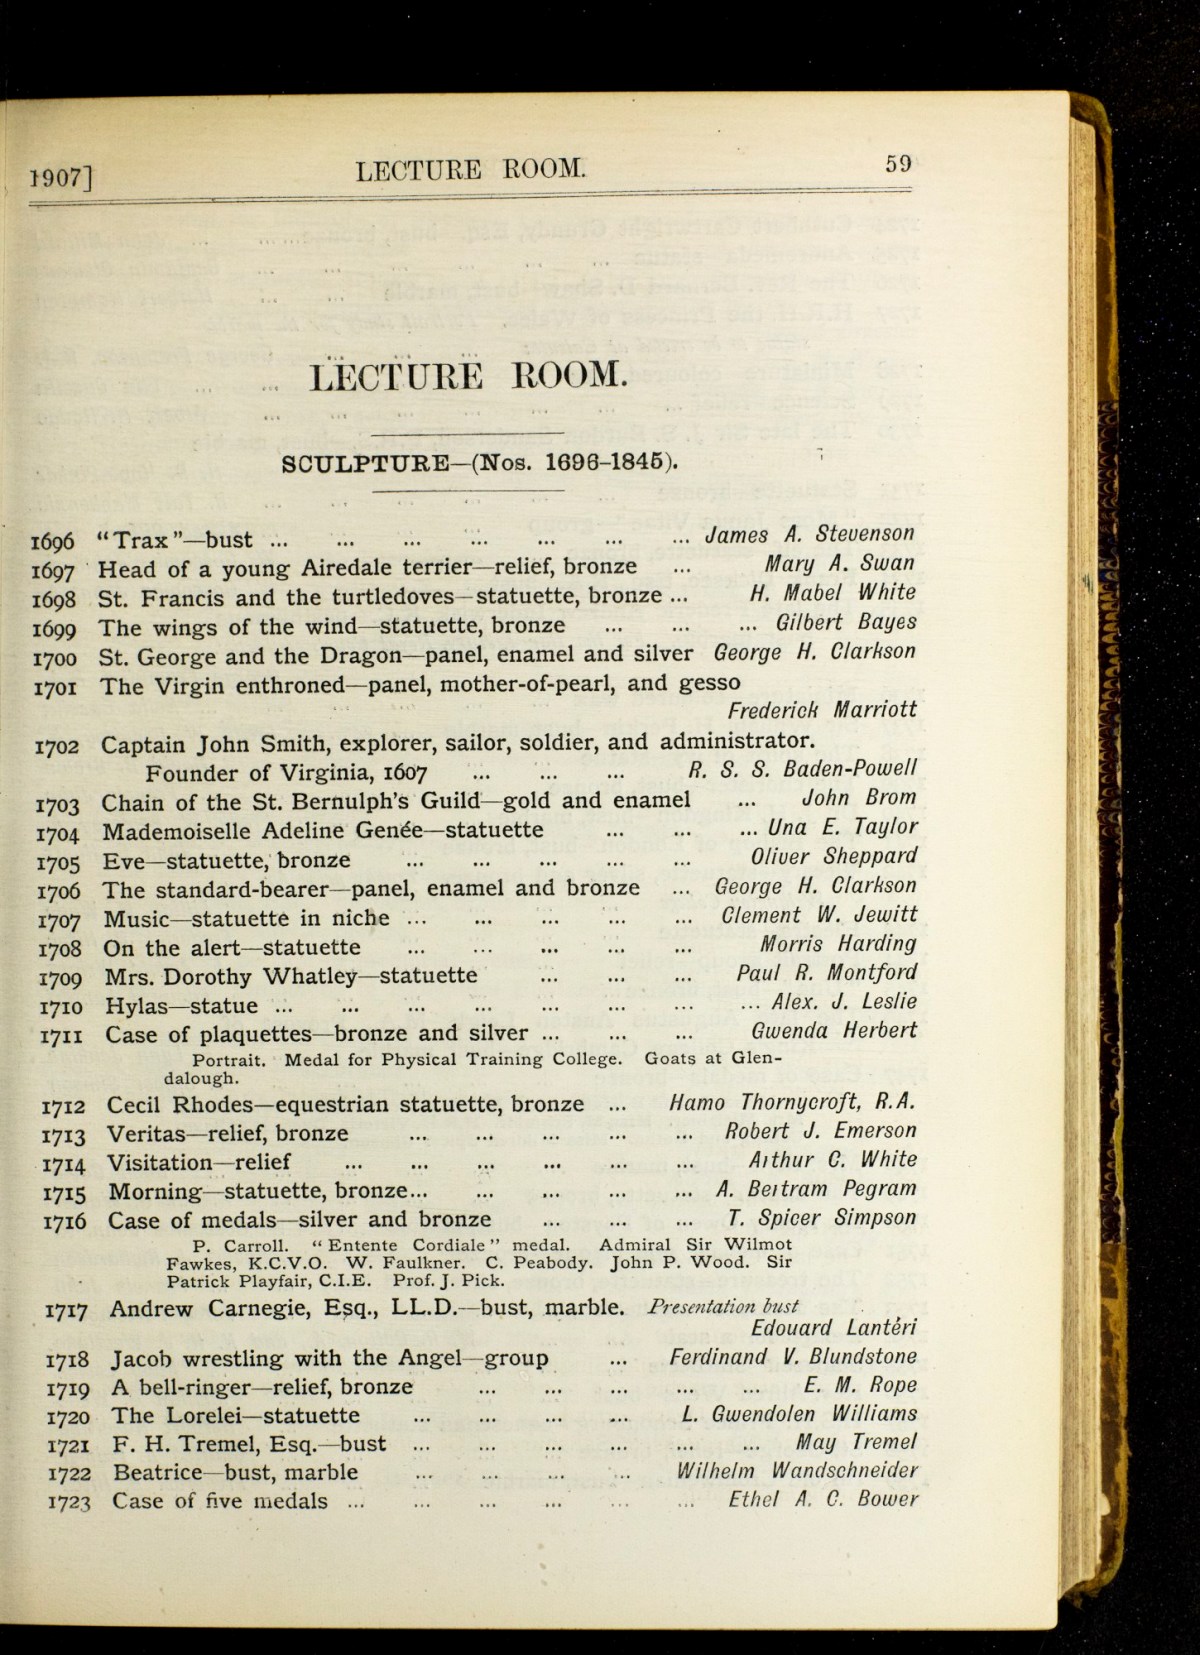 1907] LECTURE ROOM. 59
LECTURE ROOM.
SCULPTURE—(Nos. 1696-1845).
1696 "Trax"—bust ... ... ... ... ... ... ... James A. Stevenson
1697 Head of a young Airedale terrier—relief, bronze ... Mary A. Swan
1698 St. Francis and the turtledoves—statuette, bronze ... H. Mabel White
1699 The wings of the wind—statuette, bronze ... ... ... Gilbert Bayes
1700 St. George and the Dragon—panel, enamel and silver George H. Clarkson
1701 The Virgin enthroned—panel, mother-of-pearl, and gesso
Frederick Marriott
1702 Captain John Smith, explorer, sailor, soldier, and administrator.
Founder of Virginia, 1607 ... ... ... R. S. S. Baden-Powell
1703 Chain of the St. Bernulph's Guild—gold and enamel ... John Brom
1704 Mademoiselle Adeline Genée—statuette ... ... ... Una E. Taylor
1705 Eve—statuette, bronze ... ... ... ... ... Oliver Sheppard
1706 The standard-bearer—panel, enamel and bronze ... George H. Clarkson
1707 Music—statuette in niche ... ... ... ... ... Clement W. Jewitt
1708 On the alert—statuette ... ... ... ... ... Morris Harding
1709 Mrs. Dorothy Whatley—statuette ... ... ... Paul R. Montford
1710 Hylas—statue ... ... ... ... ... ... ... ... Alex. J. Leslie
1711 Case of plaquettes—bronze and silver ... ... ... Gwenda Herbert
Portrait. Medal for Physical Training College. Goats at Glen-
dalough.
1712 Cecil Rhodes—equestrian statuette, bronze ... Hamo Thornycroft, R.A.
1713 Veritas—relief, bronze ... ... ... ... ... Robert J. Emerson
1714 Visitation—relief ... ... ... ... ... ... Arthur C. White
1715 Morning—statuette, bronze... ... ... ... ... A. Bertram Pegram
1716 Case of medals—silver and bronze ... ... ... T. Spicer Simpson
P. Carroll. "Entente Cordiale" medal. Admiral Sir Wilmot
Fawkes, K.C.V.O. W. Faulkner. C. Peabody. John P. Wood. Sir
Patrick Playfair, C.I.E. Prof. J. Pick.
1717 Andrew Carnegie, Esq., LL.D.—bust, marble. Presentation bust
Edouard Lantéri
1718 Jacob wrestling with the Angel—group ... Ferdinand V. Blundstone
1719 A bell-ringer—relief, bronze ... ... ... ... ... E. M. Rope
1720 The Lorelei—statuette ... ... ... ... L. Gwendolen Williams
1721 F. H. Tremel, Esq.—bust ... ... ... ... ... ... May Tremel
1722 Beatrice—bust, marble ... ... ... ... Wilhelm Wandschneider
1723 Case of five medals ... ... ... ... ... ... Ethel A. C. Bower